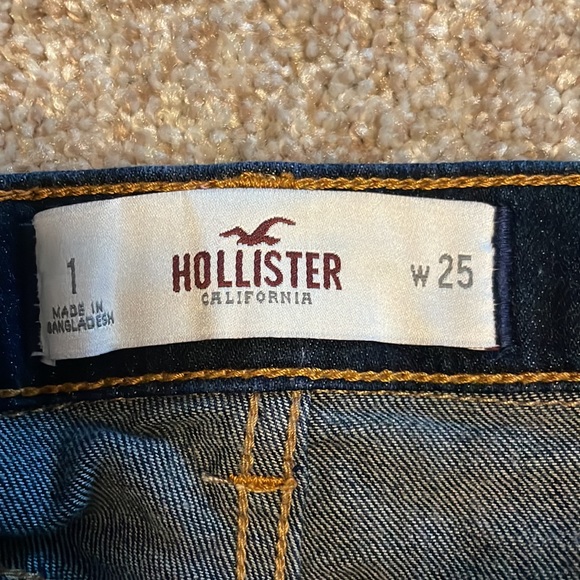 1
MADE IN
BANGLADESH
HOLLISTER
CALIFORNIA
W 25